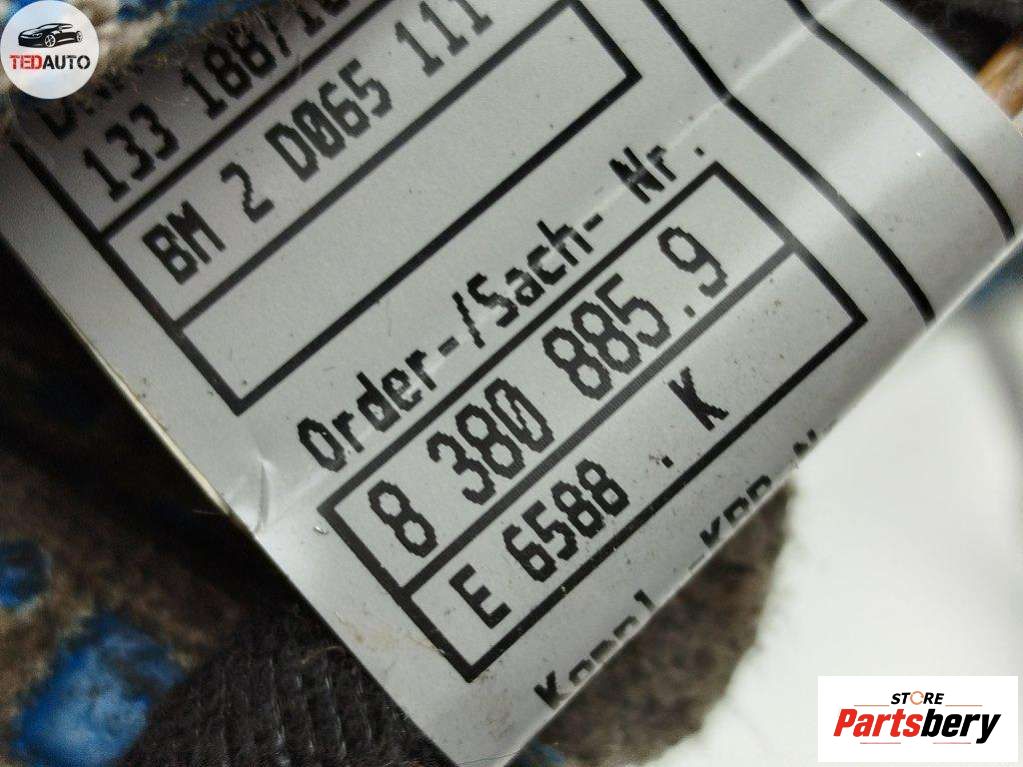 TEDAUTO
133 188/1
BM 2 D065 111
Order-/Sach- Nr.
8 380 885.9
E 6588 . K
STORE
Partsbery